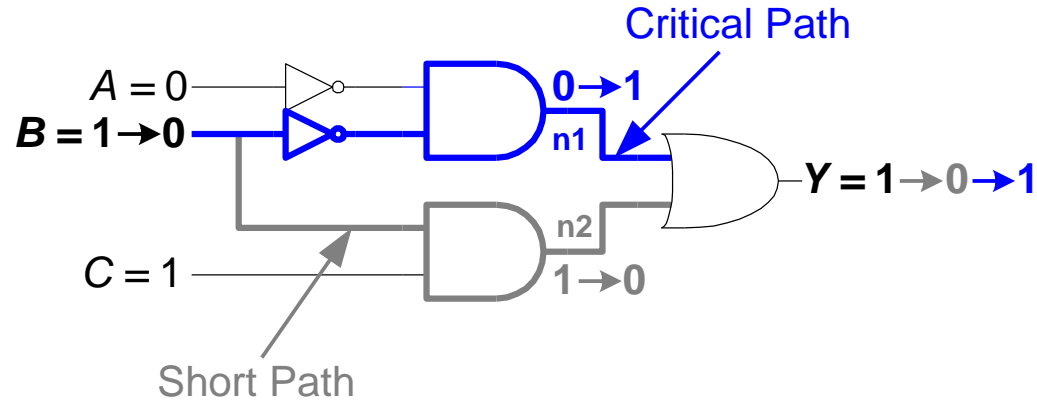 Critical Path
A = 0
0→1
B = 1→0
n1
Y = 1→0→1
n2
C = 1
1→0
Short Path